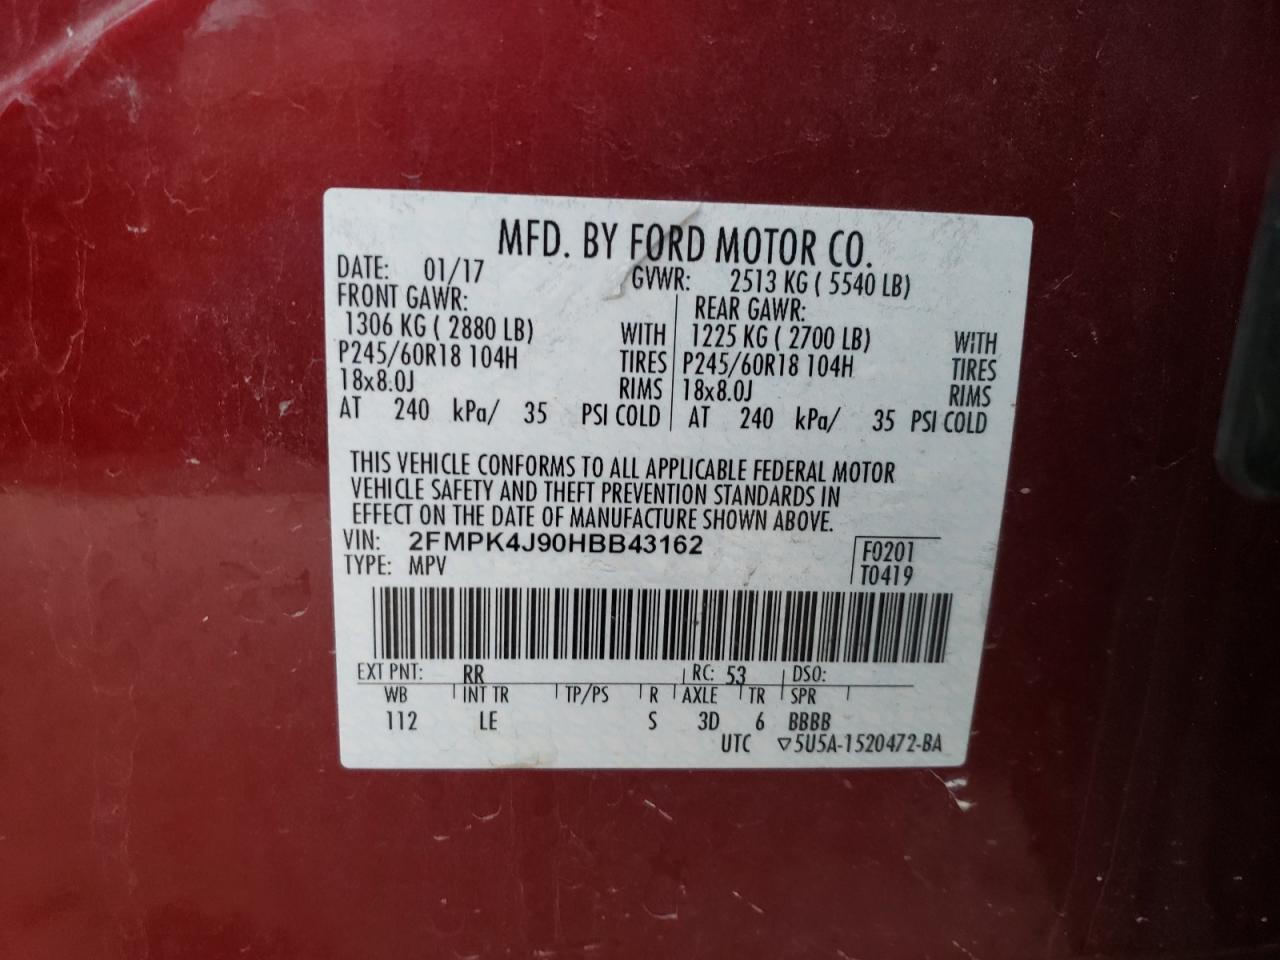 MFD. BY FORD MOTOR CO.
DATE: 01/17 GVWR: 2513 KG ( 5540 LB)
FRONT GAWR: REAR GAWR:
1306 KG ( 2880 LB) WITH 1225 KG ( 2700 LB) WITH
P245/60R18 104H TIRES P245/60R18 104H TIRES
18x8.0J RIMS 18x8.0J RIMS
AT 240 kPa/ 35 PSI COLD AT 240 kPa/ 35 PSI COLD
THIS VEHICLE CONFORMS TO ALL APPLICABLE FEDERAL MOTOR
VEHICLE SAFETY AND THEFT PREVENTION STANDARDS IN
EFFECT ON THE DATE OF MANUFACTURE SHOWN ABOVE.
VIN: 2FMPK4J90HBB43162 F0201
TYPE: MPV T0419
EXT PNT: RR RC: 53 DSO:
WB INT TR TP/PS R AXLE TR SPR
112 LE S 3D 6 BBBB
UTC ▽5U5A-1520472-BA